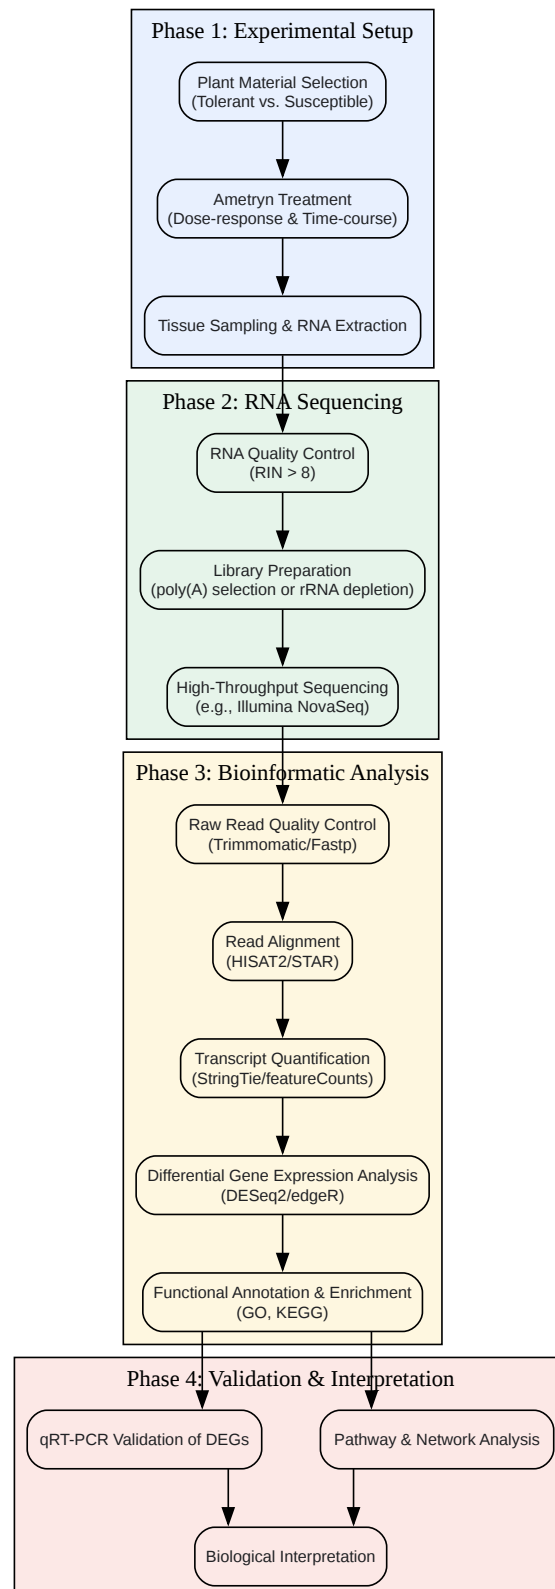 Phase 1: Experimental Setup
Plant Material Selection
(Tolerant vs. Susceptible)
Ametryn Treatment
(Dose-response & Time-course)
Tissue Sampling & RNA Extraction
Phase 2: RNA Sequencing
RNA Quality Control
(RIN > 8)
Library Preparation
(poly(A) selection or rRNA depletion)
High-Throughput Sequencing
(e.g., Illumina NovaSeq)
Phase 3: Bioinformatic Analysis
Raw Read Quality Control
(Trimmomatic/Fastp)
Read Alignment
(HISAT2/STAR)
Transcript Quantification
(StringTie/featureCounts)
Differential Gene Expression Analysis
(DESeq2/edgeR)
Functional Annotation & Enrichment
(GO, KEGG)
Phase 4: Validation & Interpretation
qRT-PCR Validation of DEGs
Pathway & Network Analysis
Biological Interpretation